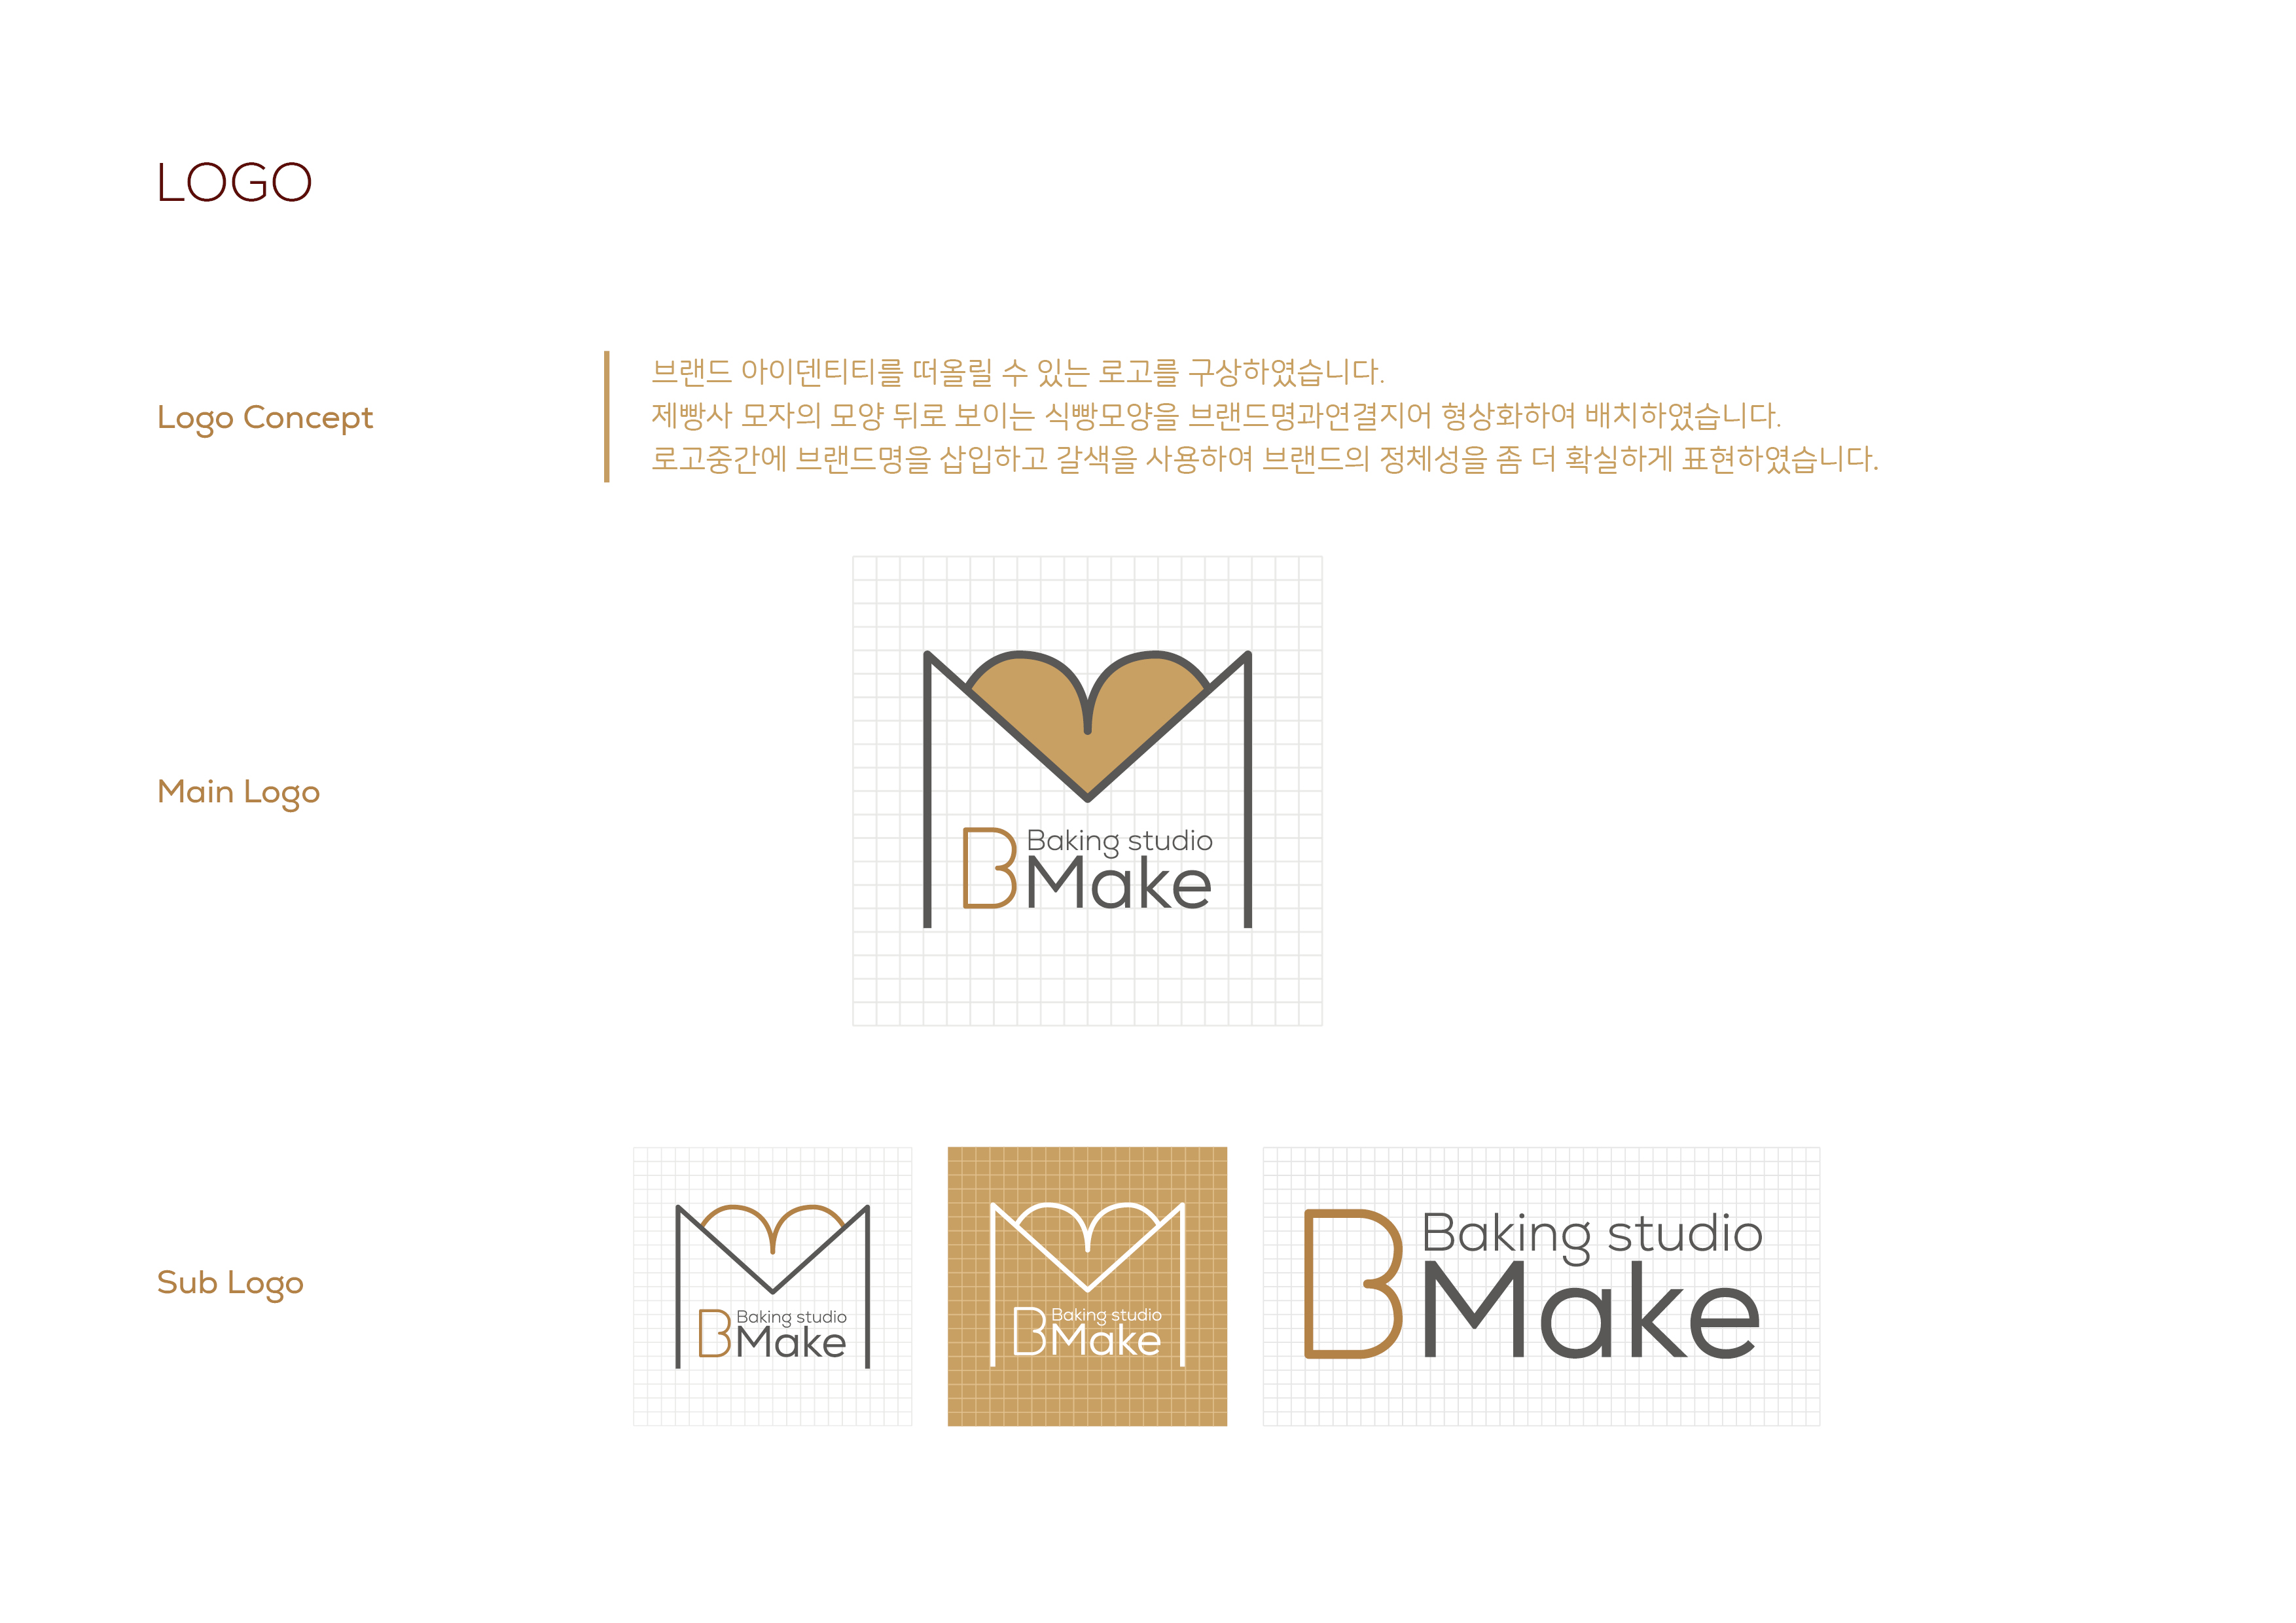 LOGO
Logo Concept
브랜드 아이덴티티를 떠올릴 수 있는 로고를 구상하였습니다.
제빵사 모자의 모양 뒤로 보이는 식빵모양을 브랜드명과연결지어 형상화하여 배치하였습니다.
로고중간에 브랜드명을 삽입하고 갈색을 사용하여 브랜드의 정체성을 좀 더 확실하게 표현하였습니다.
Main Logo
B Baking studio
Make
Sub Logo
B Baking studio
Make
B Baking studio
Make
B Baking studio
Make